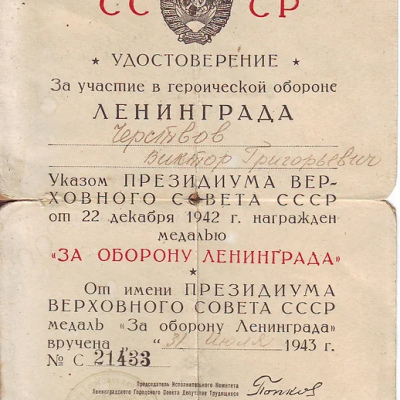 СССР
★ УДОСТОВЕРЕНИЕ ★
За участие в героической обороне
ЛЕНИНГРАДА
Черствов
Виктор Григорьевич
Указом ПРЕЗИДИУМА ВЕР-
ХОВНОГО СОВЕТА СССР
от 22 декабря 1942 г. награжден
медалью
«ЗА ОБОРОНУ ЛЕНИНГРАДА»
★
От имени ПРЕЗИДИУМА
ВЕРХОВНОГО СОВЕТА СССР
медаль «За оборону Ленинграда»
вручена "31 июля 1943 г.
№ С 21433
Председатель Исполнительного Комитета
Ленинградского Городского Совета Депутатов Трудящихся
Попков